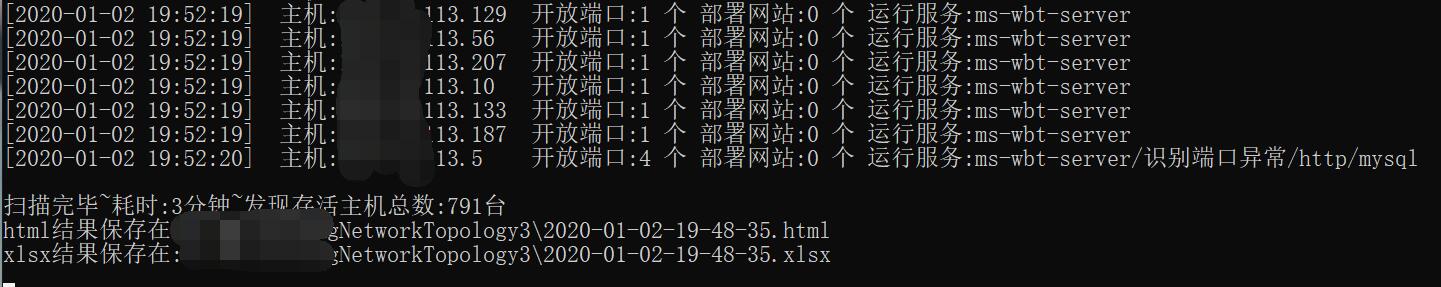 [2020-01-02 19:52:19] 主机: 113.129 开放端口:1 个 部署网站:0 个 运行服务:ms-wbt-server
[2020-01-02 19:52:19] 主机: 113.56 开放端口:1 个 部署网站:0 个 运行服务:ms-wbt-server
[2020-01-02 19:52:19] 主机: 113.207 开放端口:1 个 部署网站:0 个 运行服务:ms-wbt-server
[2020-01-02 19:52:19] 主机: 113.10 开放端口:1 个 部署网站:0 个 运行服务:ms-wbt-server
[2020-01-02 19:52:19] 主机: 113.133 开放端口:1 个 部署网站:0 个 运行服务:ms-wbt-server
[2020-01-02 19:52:19] 主机: 113.187 开放端口:1 个 部署网站:0 个 运行服务:ms-wbt-server
[2020-01-02 19:52:20] 主机: 113.5 开放端口:4 个 部署网站:0 个 运行服务:ms-wbt-server/识别端口异常/http/mysql
扫描完毕~耗时:3分钟~发现存活主机总数:791台
html结果保存在 gNetworkTopology3\2020-01-02-19-48-35.html
xlsx结果保存在: gNetworkTopology3\2020-01-02-19-48-35.xlsx